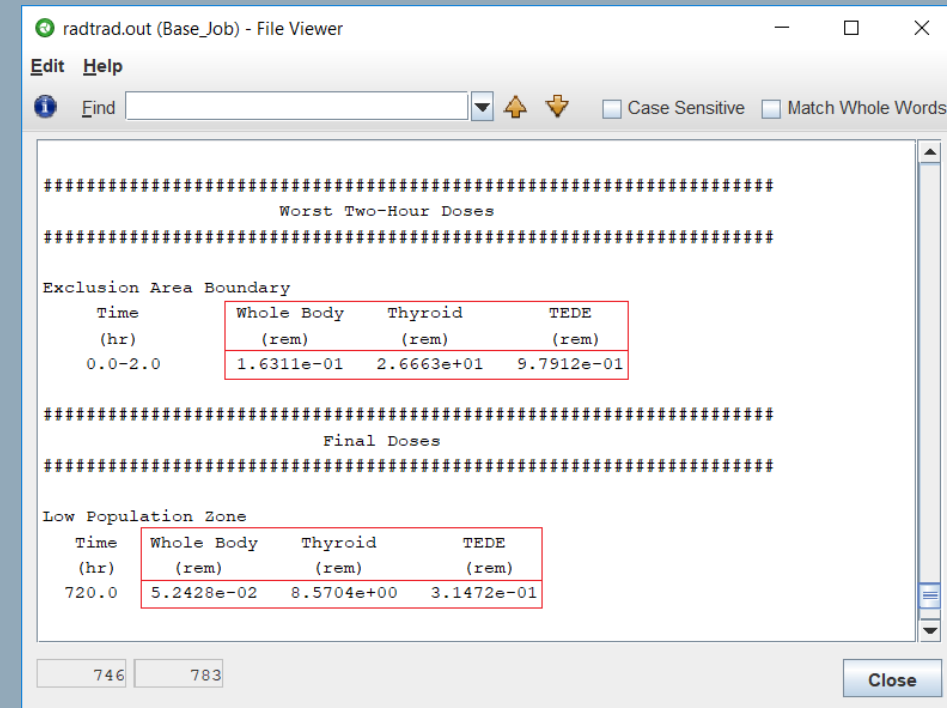 radtrad.out (Base_Job) - File Viewer
Edit Help
Find Case Sensitive Match Whole Words
####################################################################
Worst Two-Hour Doses
####################################################################
Exclusion Area Boundary
Time Whole Body Thyroid TEDE
(hr) (rem) (rem) (rem)
0.0-2.0 1.6311e-01 2.6663e+01 9.7912e-01
####################################################################
Final Doses
####################################################################
Low Population Zone
Time Whole Body Thyroid TEDE
(hr) (rem) (rem) (rem)
720.0 5.2428e-02 8.5704e+00 3.1472e-01
746 783 Close